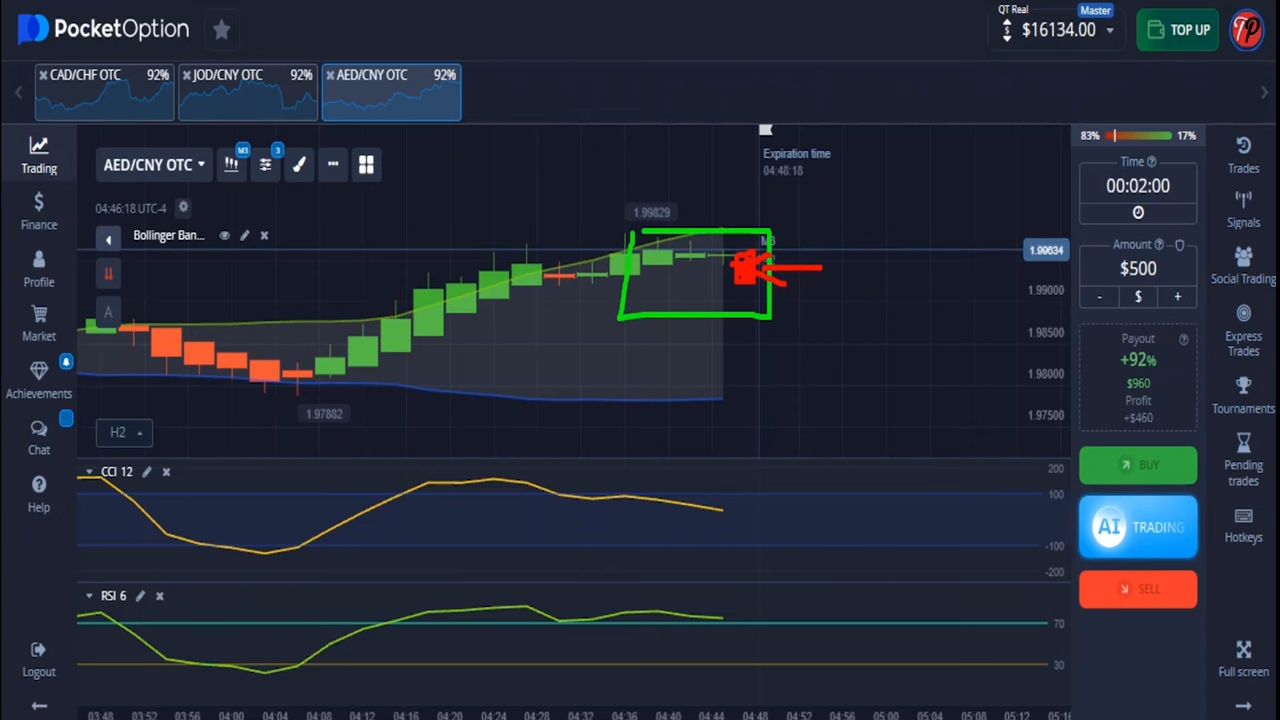 PocketOption
QT Real
Master
$16134.00
TOP UP
CAD/CHF OTC 92%
JOD/CNY OTC 92%
AED/CNY OTC 92%
Trading
Finance
Profile
Market
Achievements
Chat
Help
Logout
AED/CNY OTC
M3
3
04:46:18 UTC-4
Bollinger Ban...
A
Expiration time
04:48:18
1.99829
1.97882
1.99634
1.99000
1.98500
1.98000
1.97500
H2
CCI 12
200
100
-100
-200
RSI 6
70
30
03:48 03:52 03:56 04:00 04:04 04:08 04:12 04:16 04:20 04:24 04:28 04:32 04:36 04:40 04:44 04:48 04:52 04:56 05:00 05:04 05:08 05:12 05:16
83% 17%
Time
00:02:00
Amount
$500
- $ +
Payout
+92%
$960
Profit
+$460
BUY
AI TRADING
SELL
Trades
Signals
Social Trading
Express
Trades
Tournaments
Pending
trades
Hotkeys
Full screen